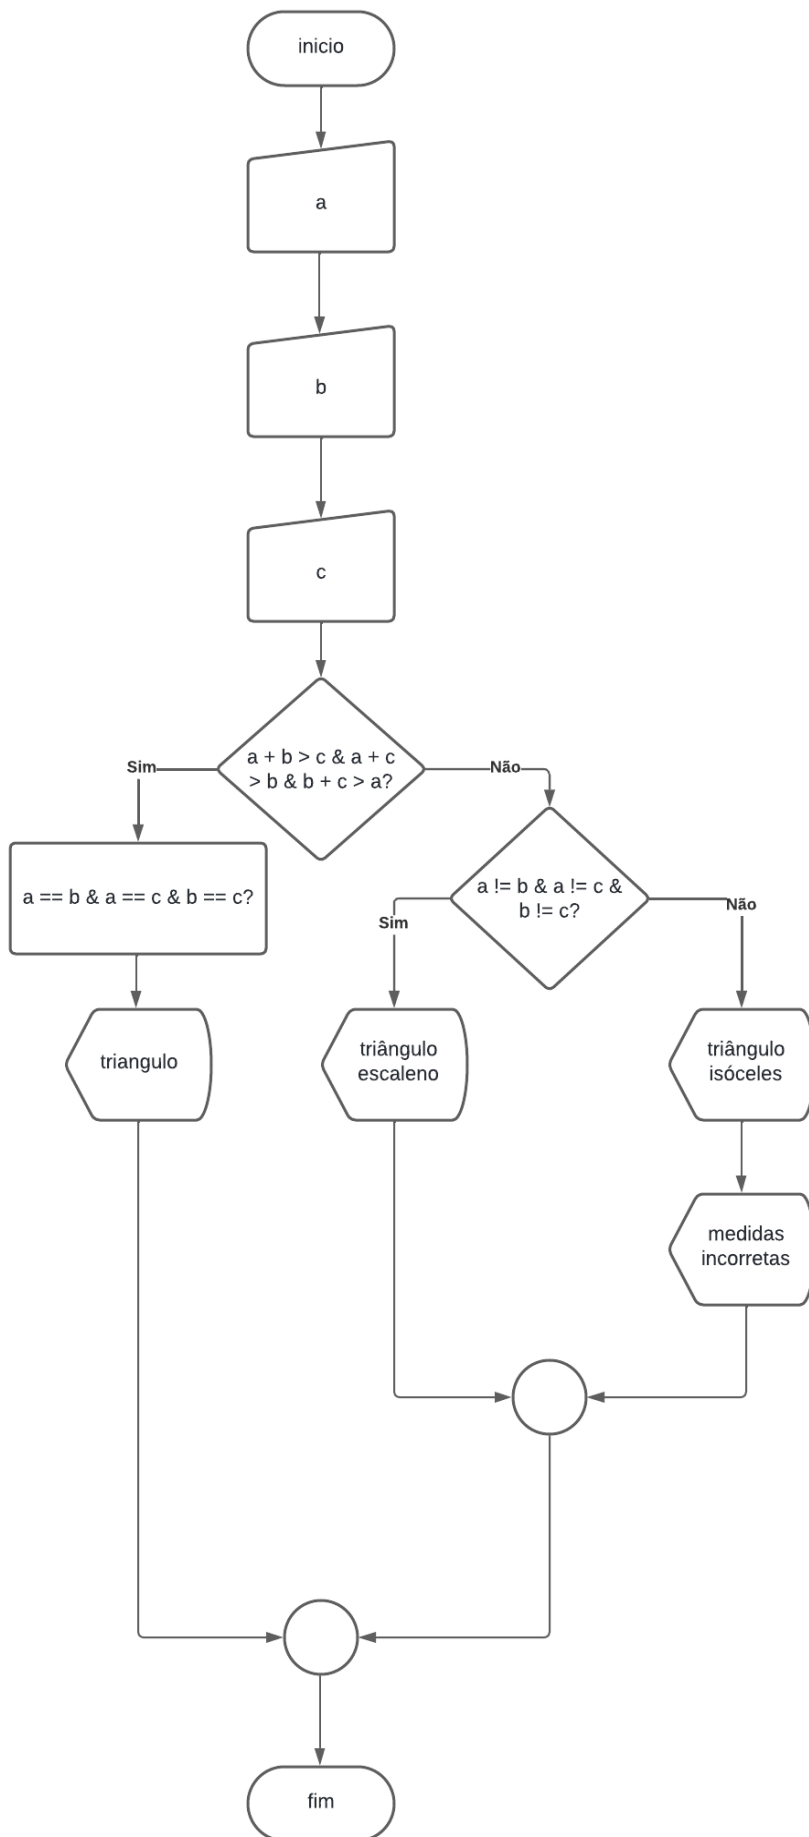 inicio
a
b
c
a + b > c & a + c
> b & b + c > a?
Sim
Não
a == b & a == c & b == c?
a != b & a != c &
b != c?
Sim
Não
triangulo
triângulo
escaleno
triângulo
isóceles
medidas
incorretas
fim